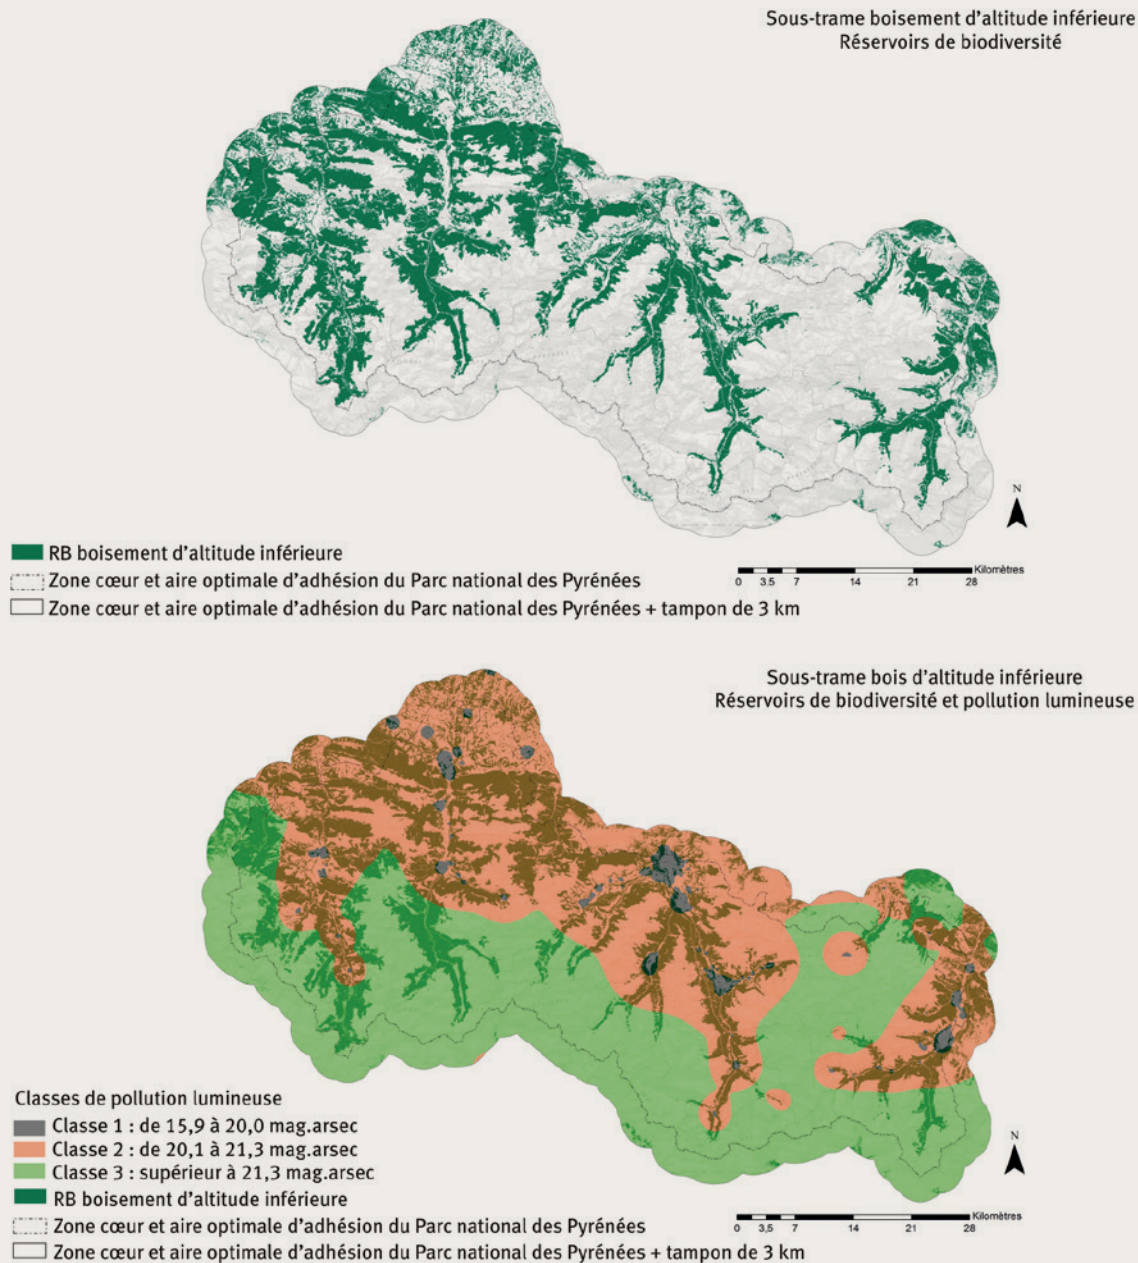 Sous-trame boisement d'altitude inférieure
Réservoirs de biodiversité
N
RB boisement d'altitude inférieure
Zone cœur et aire optimale d'adhésion du Parc national des Pyrénées
Zone cœur et aire optimale d'adhésion du Parc national des Pyrénées + tampon de 3 km
Kilomètres
0 3,5 7 14 21 28
Sous-trame bois d'altitude inférieure
Réservoirs de biodiversité et pollution lumineuse
Classes de pollution lumineuse
Classe 1 : de 15,9 à 20,0 mag.arsec
Classe 2 : de 20,1 à 21,3 mag.arsec
Classe 3 : supérieur à 21,3 mag.arsec
RB boisement d'altitude inférieure
Zone cœur et aire optimale d'adhésion du Parc national des Pyrénées
Zone cœur et aire optimale d'adhésion du Parc national des Pyrénées + tampon de 3 km
N
Kilomètres
0 3,5 7 14 21 28